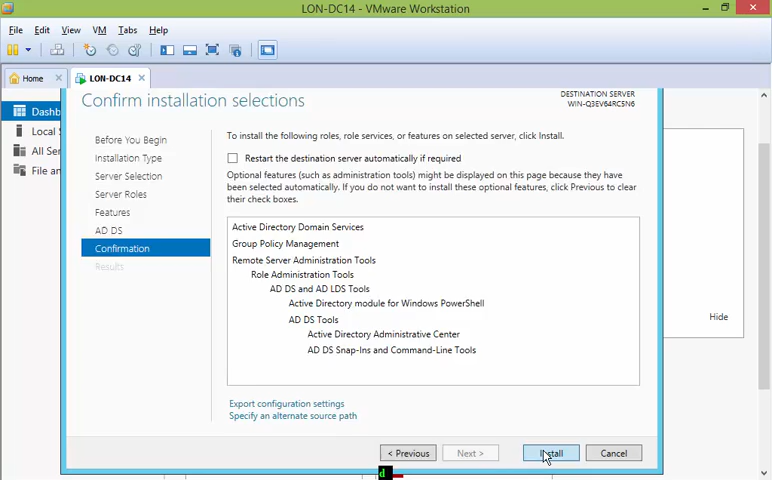 LON-DC14 - VMware Workstation
File Edit View VM Tabs Help
Home LON-DC14
Dashb
Local S
All Ser
File an
Confirm installation selections
DESTINATION SERVER
WIN-Q3EV64RC5N6
Before You Begin
Installation Type
Server Selection
Server Roles
Features
AD DS
Confirmation
Results
To install the following roles, role services, or features on selected server, click Install.
Restart the destination server automatically if required
Optional features (such as administration tools) might be displayed on this page because they have
been selected automatically. If you do not want to install these optional features, click Previous to clear
their check boxes.
Active Directory Domain Services
Group Policy Management
Remote Server Administration Tools
Role Administration Tools
AD DS and AD LDS Tools
Active Directory module for Windows PowerShell
AD DS Tools
Active Directory Administrative Center
AD DS Snap-Ins and Command-Line Tools
Hide
Export configuration settings
Specify an alternate source path
< Previous Next > Install Cancel
d